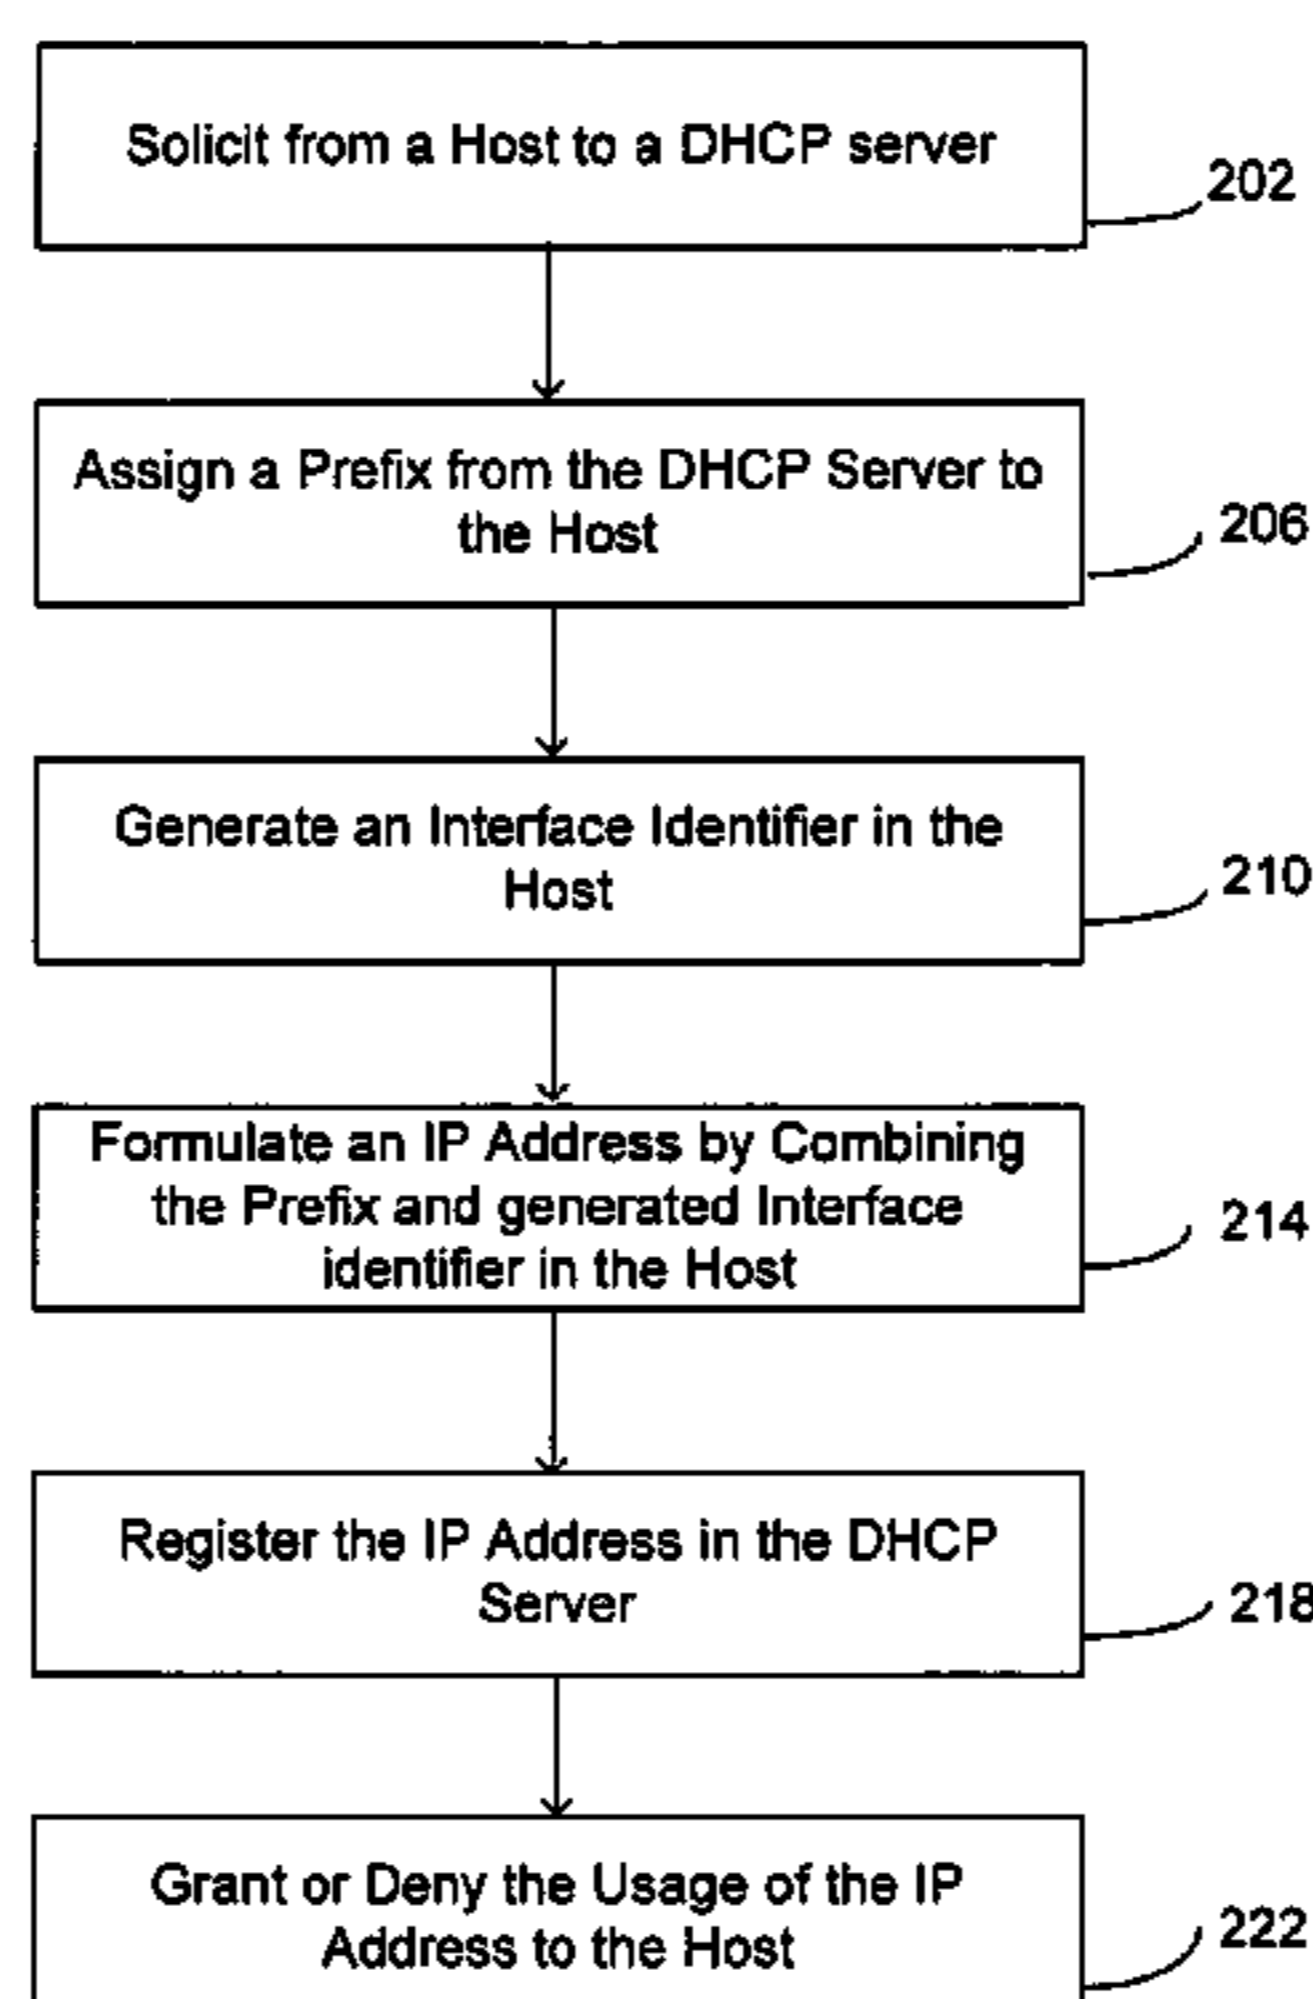 Solicit from a Host to a DHCP server
202
Assign a Prefix from the DHCP Server to
the Host
206
Generate an Interface Identifier in the
Host
210
Formulate an IP Address by Combining
the Prefix and generated Interface
identifier in the Host
214
Register the IP Address in the DHCP
Server
218
Grant or Deny the Usage of the IP
Address to the Host
222